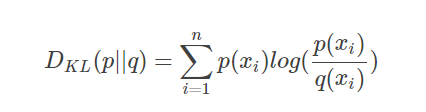 D_{KL}(p||q) = \sum_{i=1}^{n} p(x_i)log(\frac{p(x_i)}{q(x_i)})